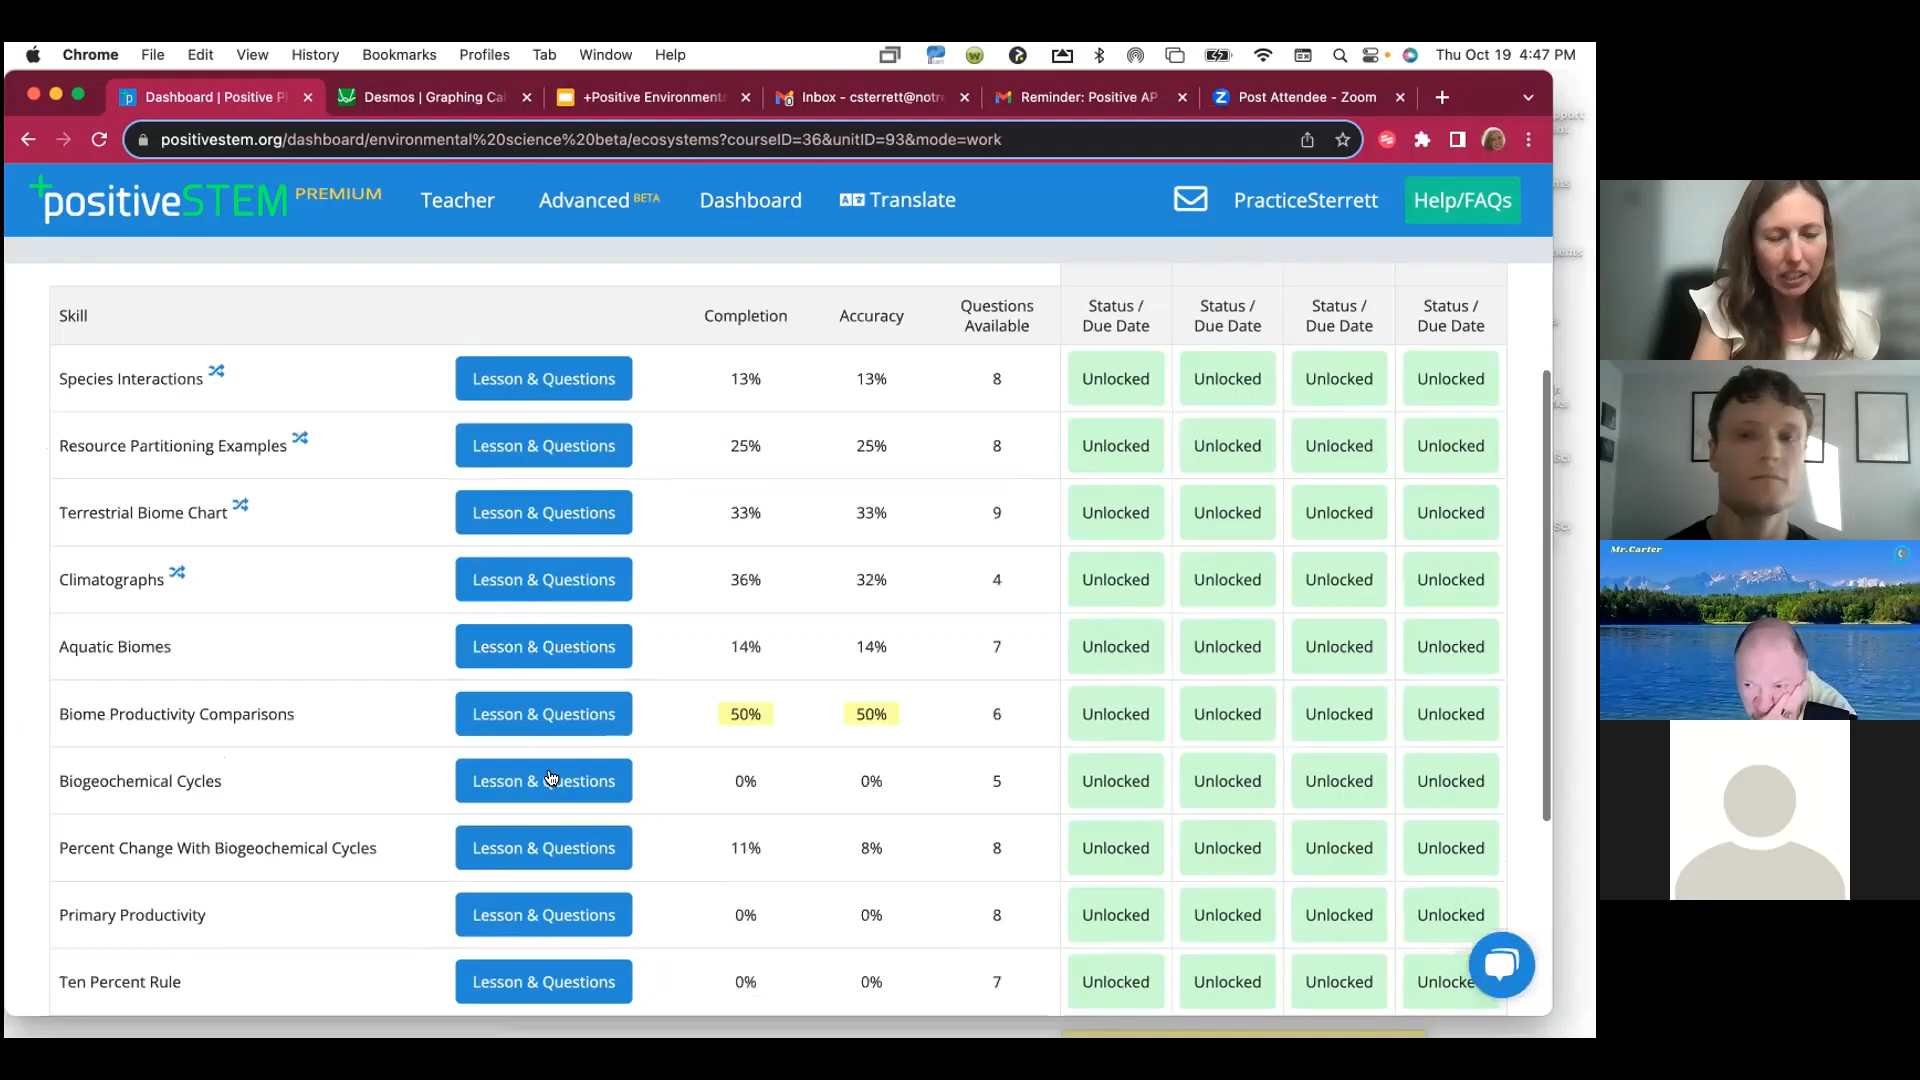 Chrome File Edit View History Bookmarks Profiles Tab Window Help Thu Oct 19 4:47 PM
Dashboard | Positive P Desmos | Graphing Cal +Positive Environment Inbox - csterrett@notr Reminder: Positive AP Post Attendee - Zoom
positivestem.org/dashboard/environmental%20science%20beta/ecosystems?courseID=36&unitID=93&mode=work
+positiveSTEM PREMIUM Teacher Advanced BETA Dashboard Translate PracticeSterrett Help/FAQs
Skill Completion Accuracy Questions Available Status / Due Date Status / Due Date Status / Due Date Status / Due Date
Species Interactions Lesson & Questions 13% 13% 8 Unlocked Unlocked Unlocked Unlocked
Resource Partitioning Examples Lesson & Questions 25% 25% 8 Unlocked Unlocked Unlocked Unlocked
Terrestrial Biome Chart Lesson & Questions 33% 33% 9 Unlocked Unlocked Unlocked Unlocked
Climatographs Lesson & Questions 36% 32% 4 Unlocked Unlocked Unlocked Unlocked
Aquatic Biomes Lesson & Questions 14% 14% 7 Unlocked Unlocked Unlocked Unlocked
Biome Productivity Comparisons Lesson & Questions 50% 50% 6 Unlocked Unlocked Unlocked Unlocked
Biogeochemical Cycles Lesson & Questions 0% 0% 5 Unlocked Unlocked Unlocked Unlocked
Percent Change With Biogeochemical Cycles Lesson & Questions 11% 8% 8 Unlocked Unlocked Unlocked Unlocked
Primary Productivity Lesson & Questions 0% 0% 8 Unlocked Unlocked Unlocked Unlocked
Ten Percent Rule Lesson & Questions 0% 0% 7 Unlocked Unlocked Unlocked Unlocke
Mr.Carter